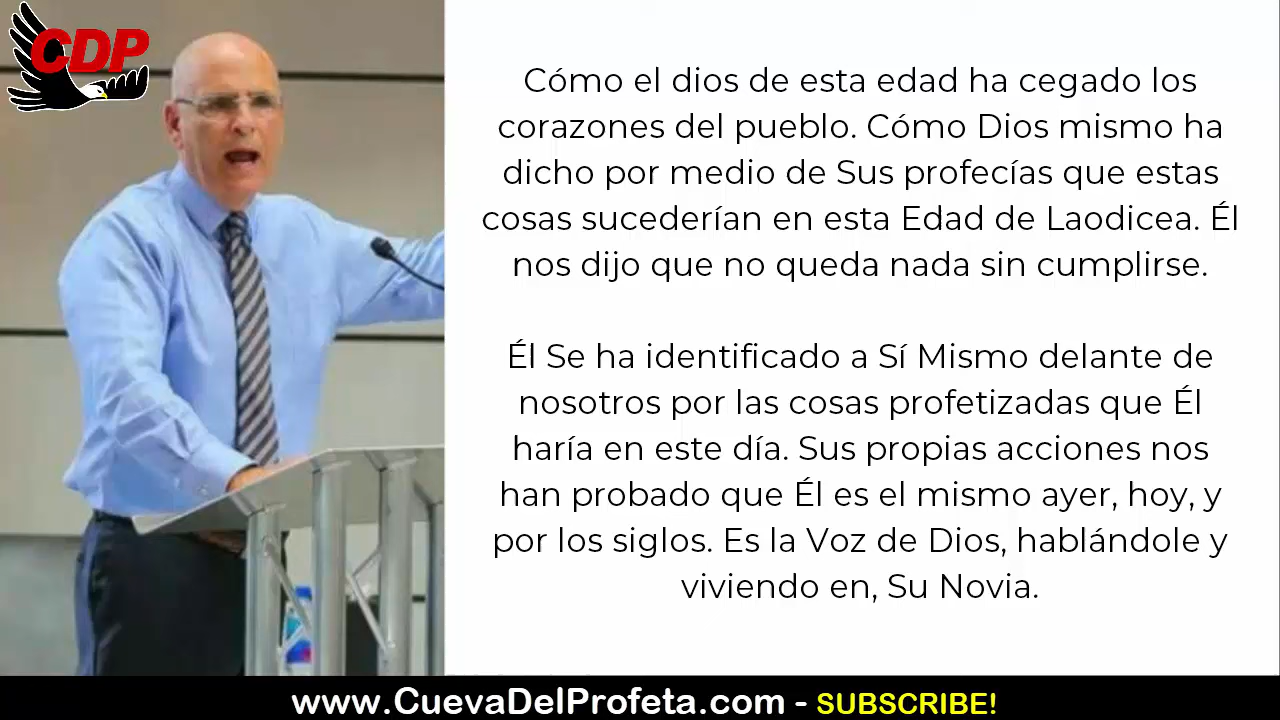 CDP
Cómo el dios de esta edad ha cegado los
corazones del pueblo. Cómo Dios mismo ha
dicho por medio de Sus profecías que estas
cosas sucederían en esta Edad de Laodicea. Él
nos dijo que no queda nada sin cumplirse.
Él Se ha identificado a Sí Mismo delante de
nosotros por las cosas profetizadas que Él
haría en este día. Sus propias acciones nos
han probado que Él es el mismo ayer, hoy, y
por los siglos. Es la Voz de Dios, hablándole y
viviendo en, Su Novia.
www.CuevaDelProfeta.com - SUBSCRIBE!